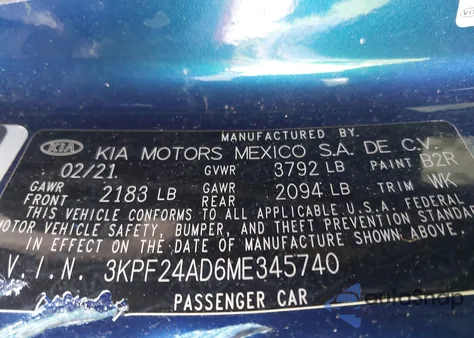 MANUFACTURED BY.
KIA KIA MOTORS MEXICO S.A. DE C.V.
02/21 GVWR 3792 LB PAINT B2R
GAWR FRONT 2183 LB GAWR REAR 2094 LB TRIM WK
THIS VEHICLE CONFORMS TO ALL APPLICABLE U.S.A. FEDERAL
MOTOR VEHICLE SAFETY, BUMPER, AND THEFT PREVENTION STANDA
IN EFFECT ON THE DATE OF MANUFACTURE SHOWN ABOVE.
V.I.N. 3KPF24AD6ME345740
PASSENGER CAR
autoShop